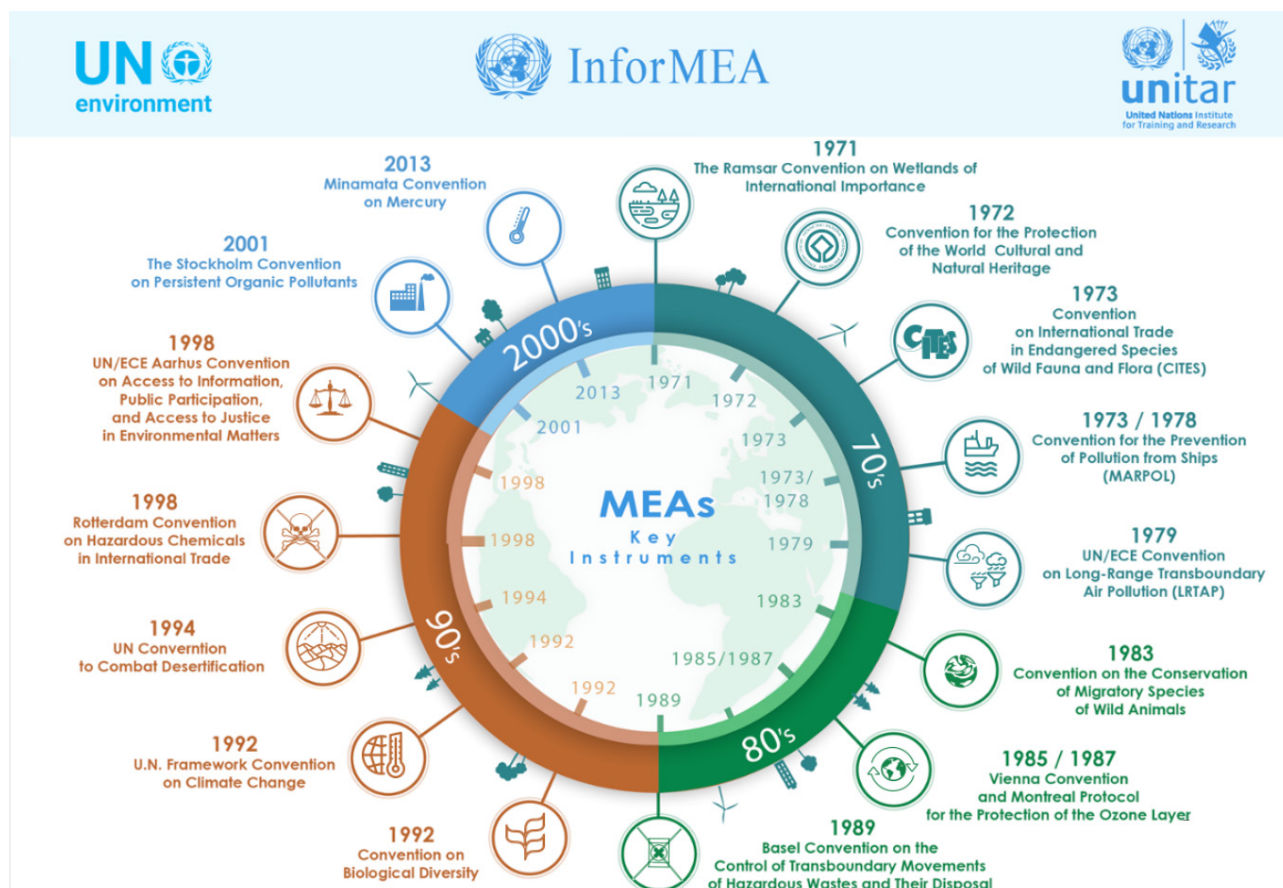 UN
environment
InforMEA
unitar
United Nations Institute
for Training and Research
1971
The Ramsar Convention on Wetlands of
International Importance
1972
Convention for the Protection
of the World Cultural and
Natural Heritage
1973
Convention
on International Trade
in Endangered Species
of Wild Fauna and Flora (CITES)
CITES
1973 / 1978
Convention for the Prevention
of Pollution from Ships
(MARPOL)
1979
UN/ECE Convention
on Long-Range Transboundary
Air Pollution (LRTAP)
1983
Convention on the Conservation
of Migratory Species
of Wild Animals
1985 / 1987
Vienna Convention
and Montreal Protocol
for the Protection of the Ozone Layer
1989
Basel Convention on the
Control of Transboundary Movements
of Hazardous Wastes and Their Disposal
1992
Convention on
Biological Diversity
1992
U.N. Framework Convention
on Climate Change
1994
UN Convention
to Combat Desertification
1998
Rotterdam Convention
on Hazardous Chemicals
in International Trade
1998
UN/ECE Aarhus Convention
on Access to Information,
Public Participation,
and Access to Justice
in Environmental Matters
2001
The Stockholm Convention
on Persistent Organic Pollutants
2013
Minamata Convention
on Mercury
70's
80's
90's
2000's
1971
1972
1973
1973/
1978
1979
1983
1985/1987
1989
1992
1992
1994
1998
1998
2001
2013
MEAs
Key
Instruments